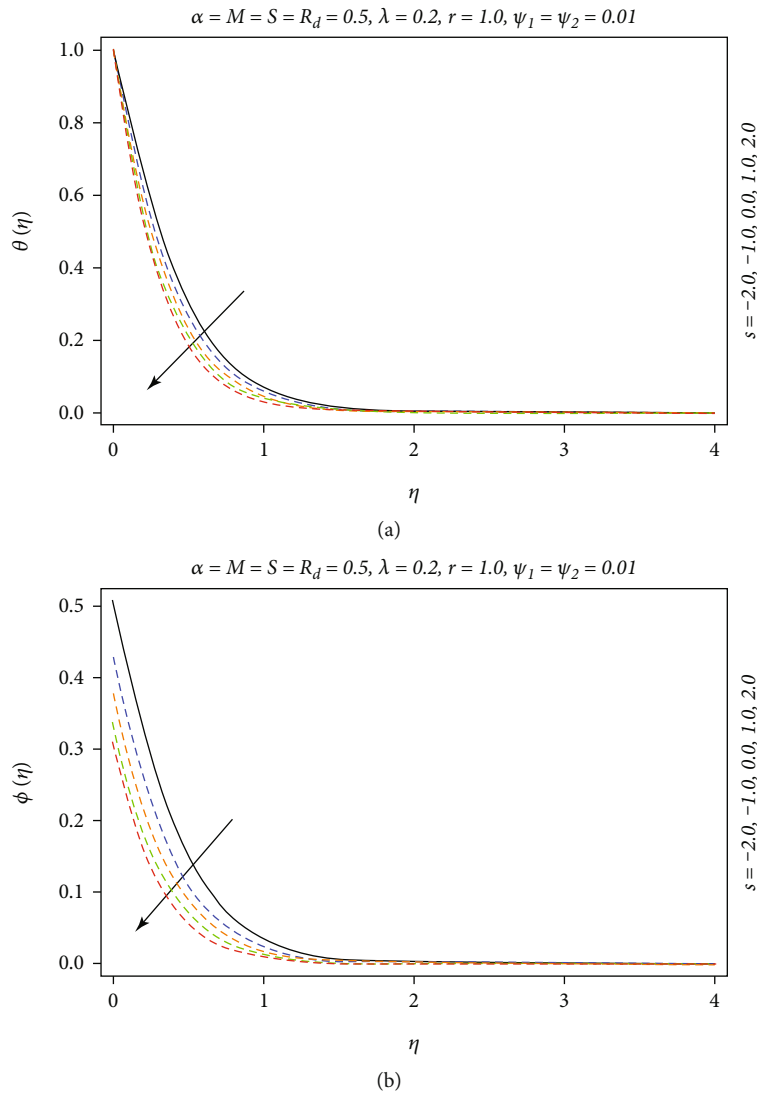 α = M = S = R_d = 0.5, λ = 0.2, r = 1.0, ψ_1 = ψ_2 = 0.01
1.0
0.8
0.6
0.4
0.2
0.0
θ (η)
s = −2.0, −1.0, 0.0, 1.0, 2.0
0 1 2 3 4
η
(a)
α = M = S = R_d = 0.5, λ = 0.2, r = 1.0, ψ_1 = ψ_2 = 0.01
0.5
0.4
0.3
0.2
0.1
0.0
ϕ (η)
s = −2.0, −1.0, 0.0, 1.0, 2.0
0 1 2 3 4
η
(b)